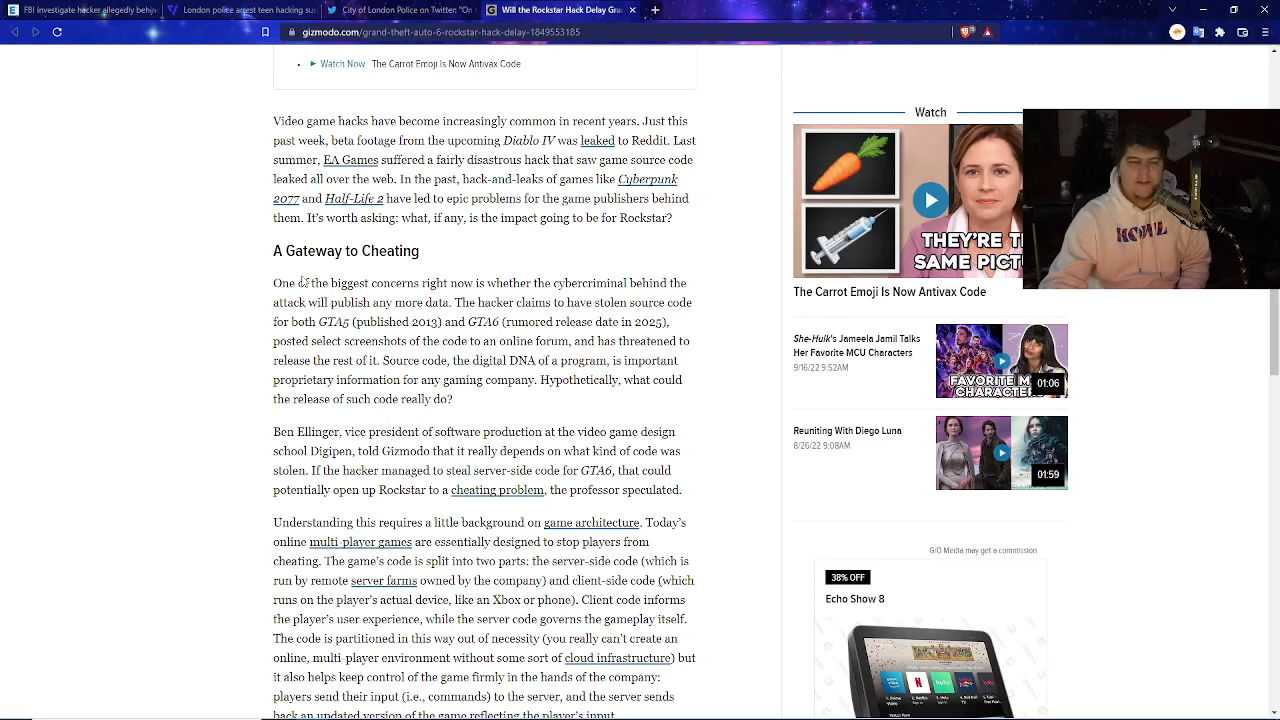 FBI investigate hacker allegedly behi
London police arrest teen hacking su
City of London Police on Twitter: "On
Will the Rockstar Hack Delay Gra
gizmodo.com/grand-theft-auto-6-rockstar-hack-delay-1849553185
Watch Now The Carrot Emoji Is Now Antivax Code
Video game hacks have become increasingly common in recent years. Just this
past week, beta footage from the upcoming Diablo IV was leaked to Reddit. Last
summer, EA Games suffered a fairly disastrous hack that saw game source code
leaked all over the web. In the past, hack-and-leaks of games like Cyberpunk
2077 and Half-Life 2 have led to epic problems for the game publishers behind
them. It's worth asking: what, if any, is the impact going to be for Rockstar?
A Gateway to Cheating
One of the biggest concerns right now is whether the cybercriminal behind the
attack will publish any more data. The hacker claims to have stolen source code
for both GTA5 (published 2013) and GTA6 (rumored release date in 2025),
posted select screenshots of the code to an online forum, and has threatened to
release the rest of it. Source code, the digital DNA of a program, is important
proprietary information for any gaming company. Hypothetically, what could
the release of such code really do?
Ben Ellinger, the president of software production at the video game design
school Digipen, told Gizmodo that it really depends on what kind of code was
stolen. If the hacker managed to steal server-side code for GTA6, that could
potentially open Rockstar to a cheating problem, the professor speculated.
Understanding this requires a little background on game architecture. Today's
online multi-player games are essentially designed to stop players from
cheating. The game's code is split into two parts: the server-side code (which is
run by remote server farms owned by the company) and client-side code (which
runs on the player's actual device, like an Xbox or phone). Client code informs
the player's user experience, while server code governs the gameplay itself.
The code is partitioned in this way out of necessity (you really can't create an
online, multi-player environment without some sort of cloud infrastructure) but
it also helps keep control of the game firmly in the hands of the company.
Players send their input (i.e. commands) to the server, and the server sends
back an updated version of the game reflecting the player's input.
Watch
THEY'RE T
SAME PICT
The Carrot Emoji Is Now Antivax Code
She-Hulk's Jameela Jamil Talks
Her Favorite MCU Characters
9/16/22 9:52AM
FAVORITE M
CHARACTER
01:06
Reuniting With Diego Luna
8/26/22 9:08AM
01:59
G/O Media may get a commission
38% OFF
Echo Show 8